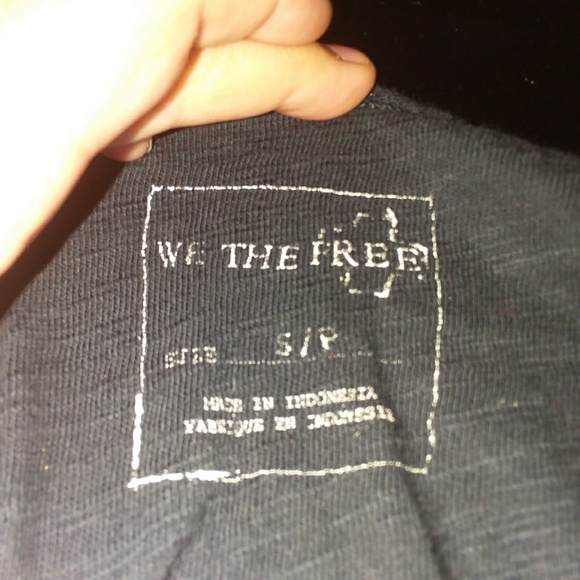 WE THE FREE
SIZE S/P
MADE IN INDONESIA
FABRIQUE EN INDONESIE